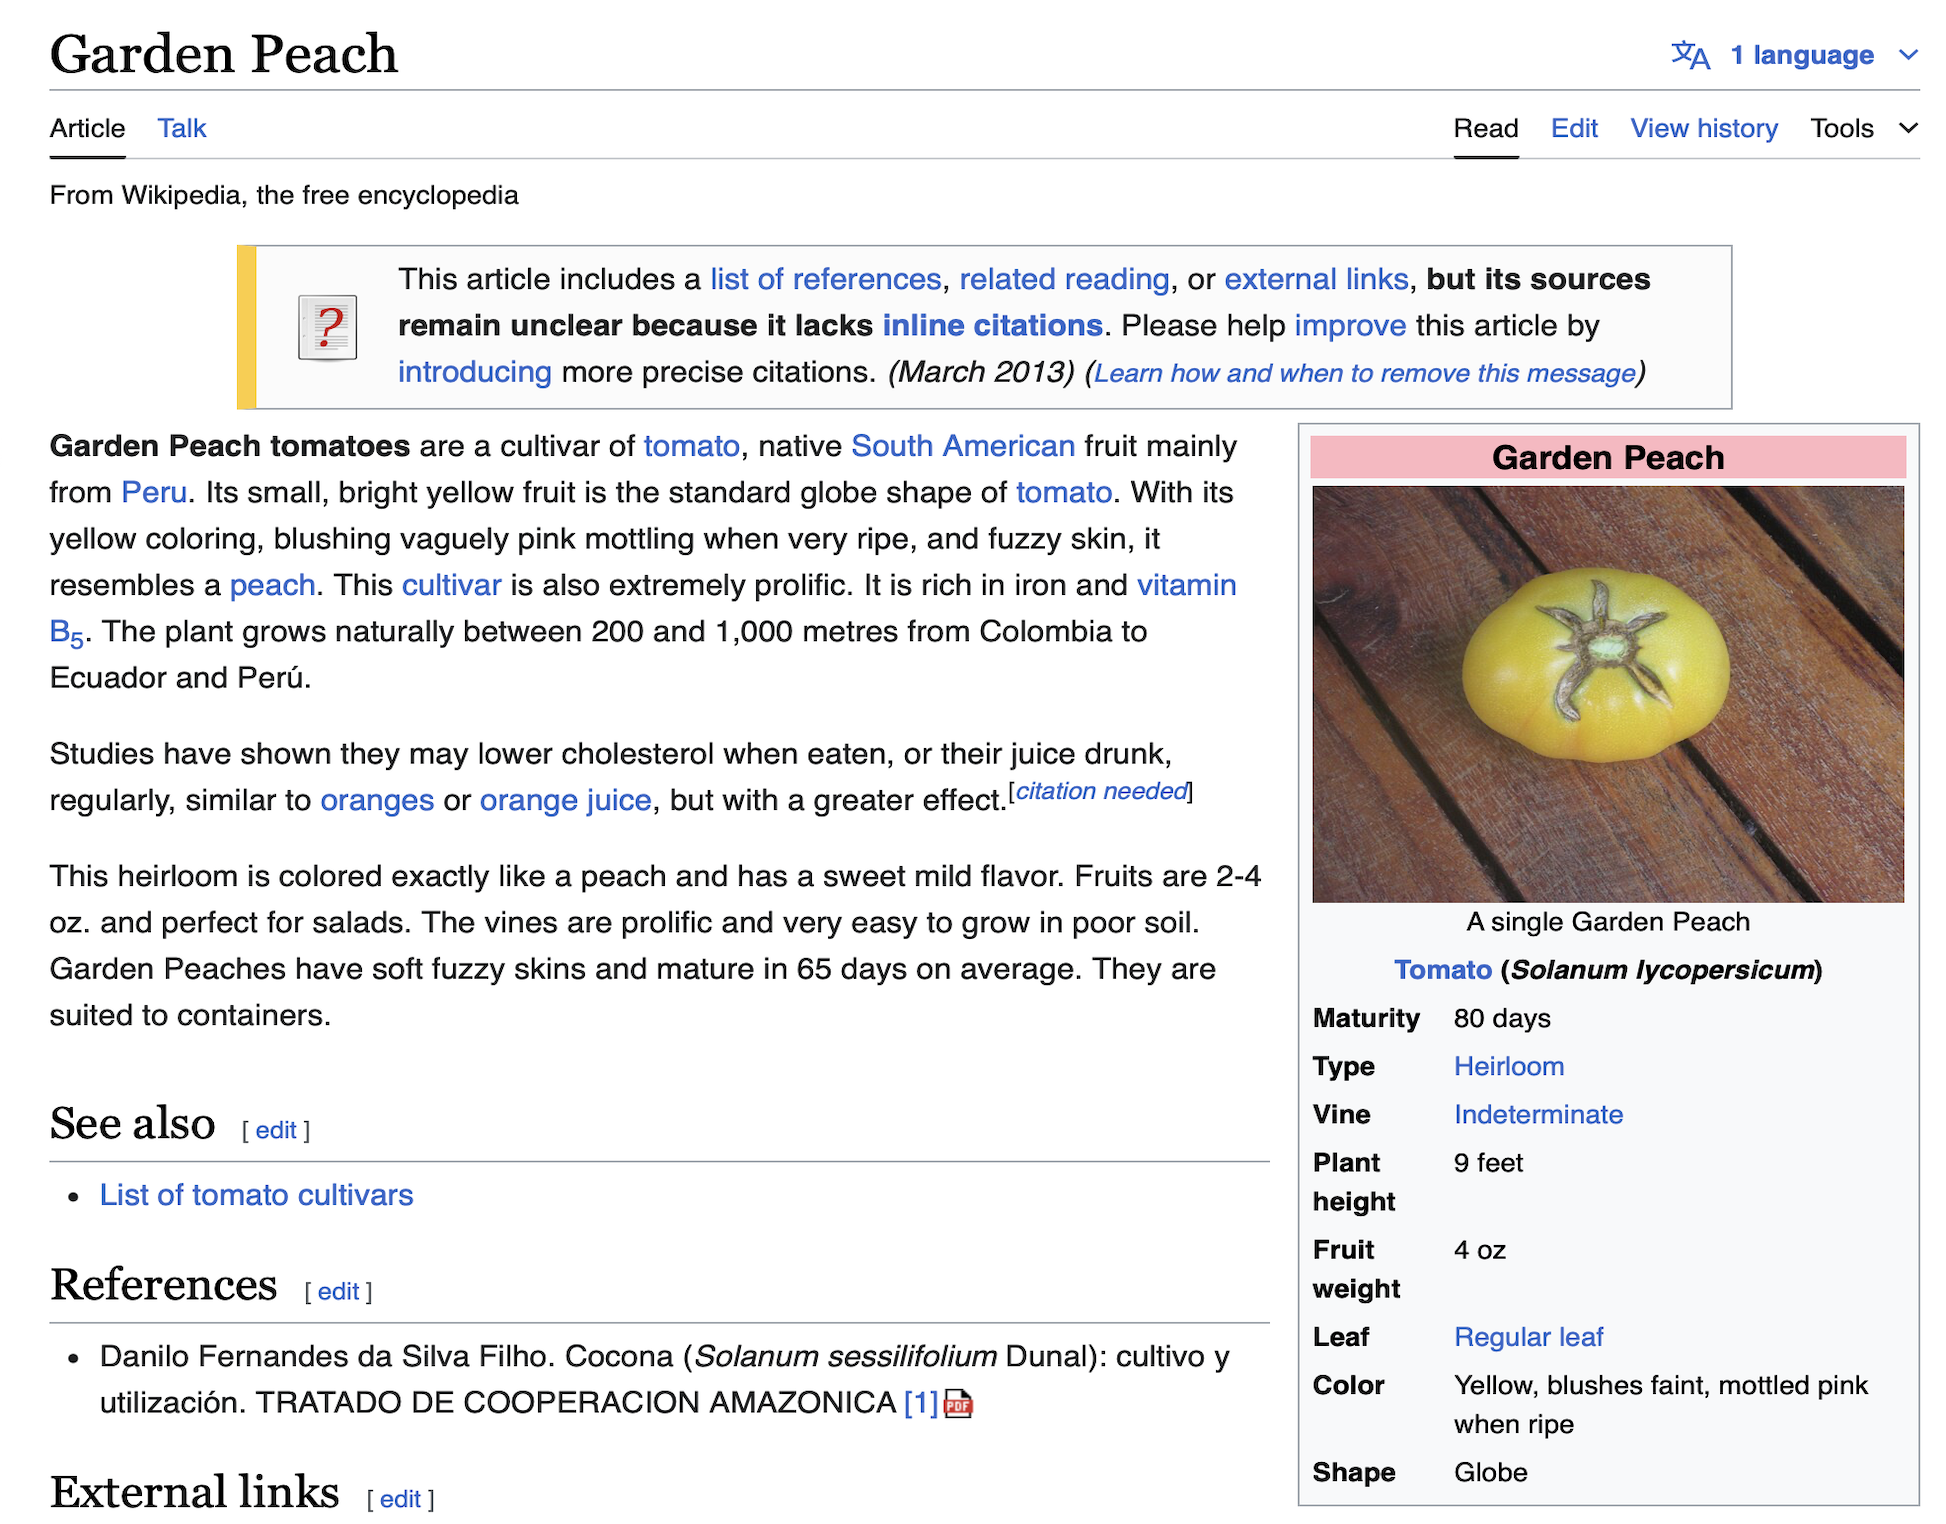 Garden Peach
文A 1 language
Article Talk
Read Edit View history Tools
From Wikipedia, the free encyclopedia
This article includes a list of references, related reading, or external links, but its sources
remain unclear because it lacks inline citations. Please help improve this article by
introducing more precise citations. (March 2013) (Learn how and when to remove this message)
Garden Peach tomatoes are a cultivar of tomato, native South American fruit mainly
from Peru. Its small, bright yellow fruit is the standard globe shape of tomato. With its
yellow coloring, blushing vaguely pink mottling when very ripe, and fuzzy skin, it
resembles a peach. This cultivar is also extremely prolific. It is rich in iron and vitamin
B5. The plant grows naturally between 200 and 1,000 metres from Colombia to
Ecuador and Perú.
Studies have shown they may lower cholesterol when eaten, or their juice drunk,
regularly, similar to oranges or orange juice, but with a greater effect.[citation needed]
This heirloom is colored exactly like a peach and has a sweet mild flavor. Fruits are 2-4
oz. and perfect for salads. The vines are prolific and very easy to grow in poor soil.
Garden Peaches have soft fuzzy skins and mature in 65 days on average. They are
suited to containers.
See also [ edit ]
• List of tomato cultivars
References [ edit ]
• Danilo Fernandes da Silva Filho. Cocona (Solanum sessilifolium Dunal): cultivo y
utilización. TRATADO DE COOPERACION AMAZONICA [1] PDF
External links [ edit ]
Garden Peach
A single Garden Peach
Tomato (Solanum lycopersicum)
Maturity 80 days
Type Heirloom
Vine Indeterminate
Plant 9 feet
height
Fruit 4 oz
weight
Leaf Regular leaf
Color Yellow, blushes faint, mottled pink
when ripe
Shape Globe